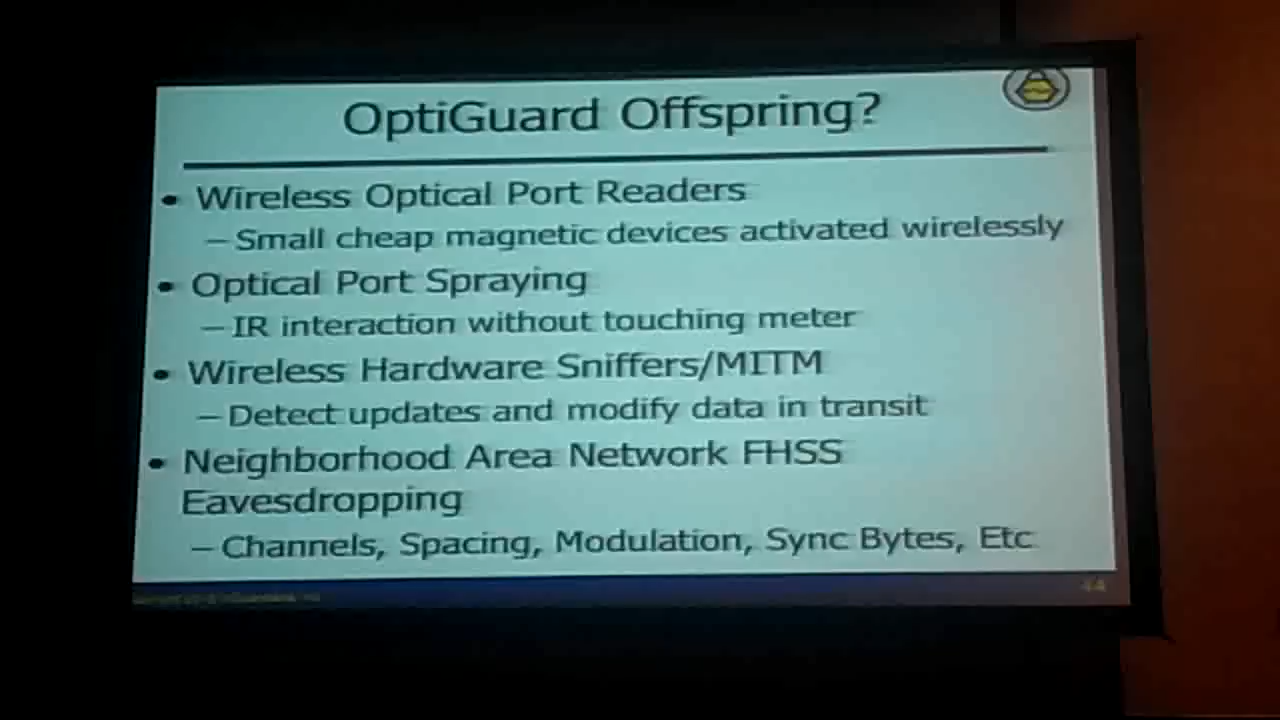 OptiGuard Offspring?
• Wireless Optical Port Readers
– Small cheap magnetic devices activated wirelessly
• Optical Port Spraying
– IR interaction without touching meter
• Wireless Hardware Sniffers/MITM
– Detect updates and modify data in transit
• Neighborhood Area Network FHSS
Eavesdropping
– Channels, Spacing, Modulation, Sync Bytes, Etc
44